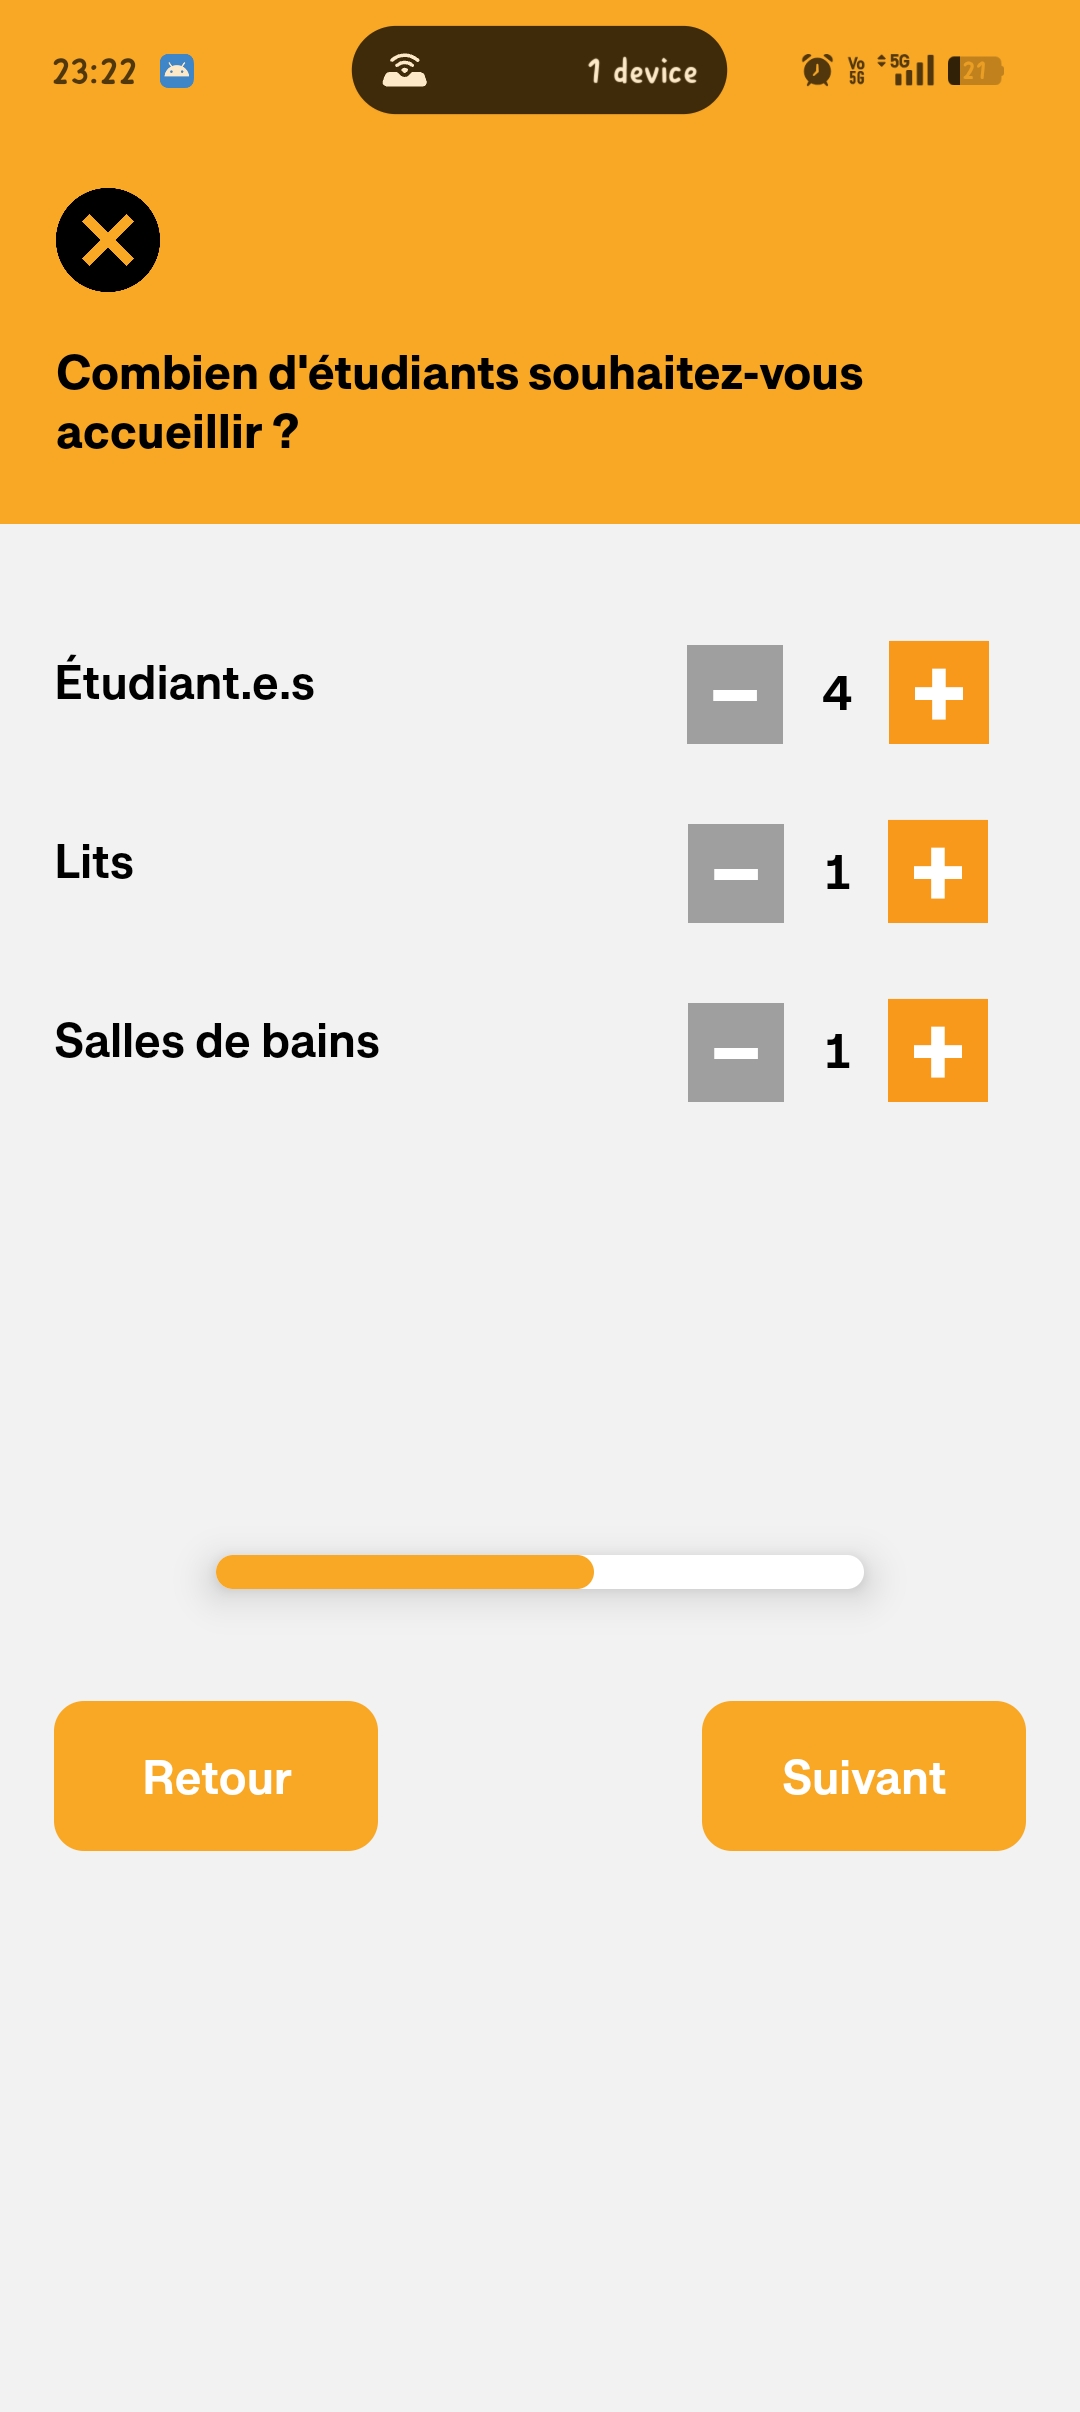 23:22
1 device
Vo
5G
5G
21
Combien d'étudiants souhaitez-vous
accueillir ?
Étudiant.e.s
4
Lits
1
Salles de bains
1
Retour
Suivant